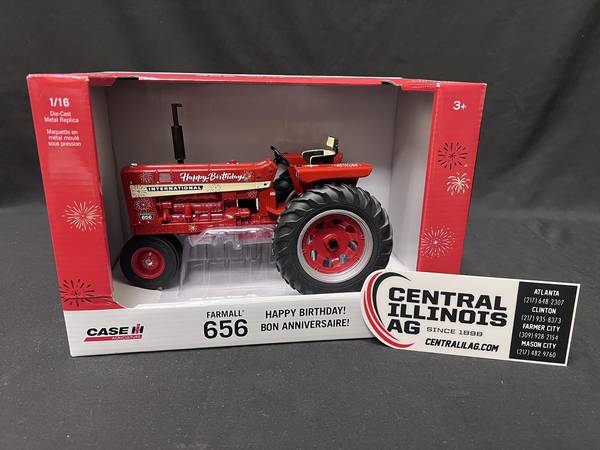 1/16
Die-Cast
Metal Replica
Maquette en
métal moulé
sous pression
3+
Happy Birthday
INTERNATIONAL
656
CASE IH
AGRICULTURE
FARMALL®
656
HAPPY BIRTHDAY!
BON ANNIVERSAIRE!
CENTRAL
ILLINOIS
AG
SINCE 1898
CENTRALILAG.COM
ATLANTA
(217) 648-2307
CLINTON
(217) 935-8373
FARMER CITY
(309) 928-2154
MASON CITY
(217) 482-9760